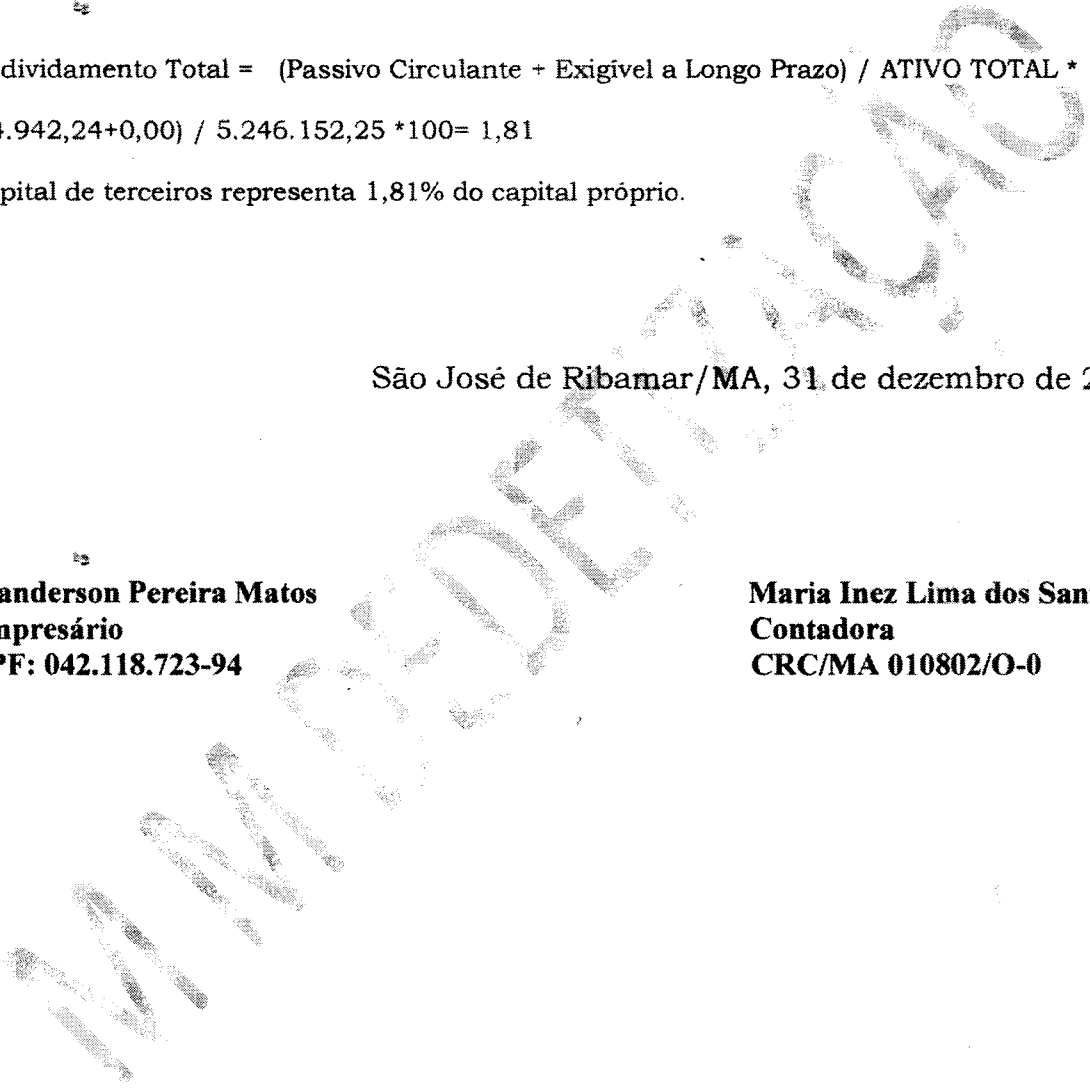 dividamento Total = (Passivo Circulante + Exigível a Longo Prazo) / ATIVO TOTAL *
.942,24+0,00) / 5.246.152,25 *100= 1,81
pital de terceiros representa 1,81% do capital próprio.
São José de Ribamar/MA, 31 de dezembro de
anderson Pereira Matos
mpresário
PF: 042.118.723-94
Maria Inez Lima dos San
Contadora
CRC/MA 010802/O-0
M M DEDETIZAÇÃO